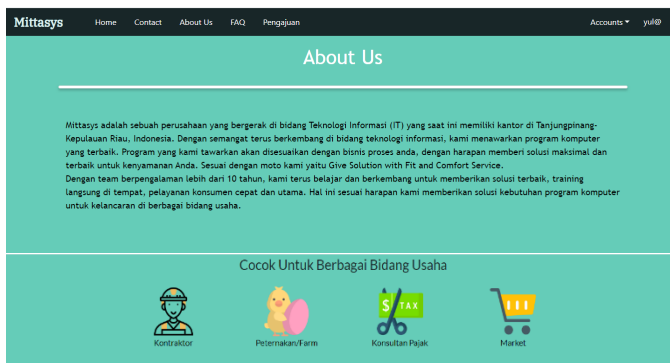 Mittasys Home Contact About Us FAQ Pengajuan Accounts yul@
About Us
Mittasys adalah sebuah perusahaan yang bergerak di bidang Teknologi Informasi (IT) yang saat ini memiliki kantor di Tanjungpinang-
Kepulauan Riau, Indonesia. Dengan semangat terus berkembang di bidang teknologi informasi, kami menawarkan program komputer
yang terbaik. Program yang kami tawarkan akan disesuaikan dengan bisnis proses anda, dengan harapan memberi solusi maksimal dan
terbaik untuk kenyamanan Anda. Sesuai dengan moto kami yaitu Give Solution with Fit and Comfort Service.
Dengan team berpengalaman lebih dari 10 tahun, kami terus belajar dan berkembang untuk memberikan solusi terbaik, training
langsung di tempat, pelayanan konsumen cepat dan utama. Hal ini sesuai harapan kami memberikan solusi kebutuhan program komputer
untuk kelancaran di berbagai bidang usaha.
Cocok Untuk Berbagai Bidang Usaha
$ TAX
Kontraktor Peternakan/Farm Konsultan Pajak Market